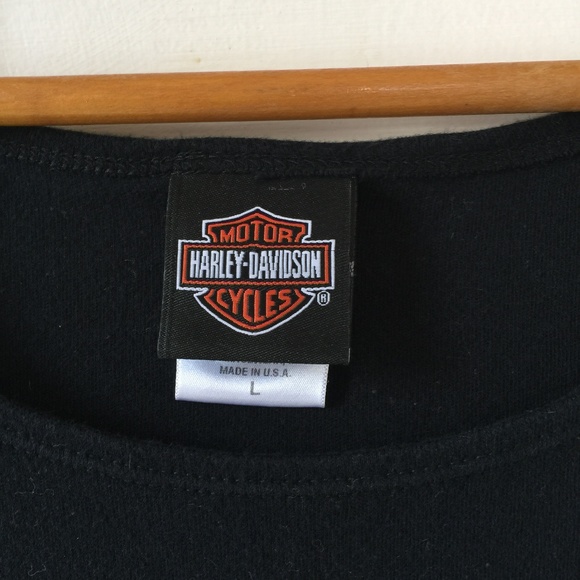 MOTOR
HARLEY-DAVIDSON
CYCLES
®
MADE IN U.S.A.
L